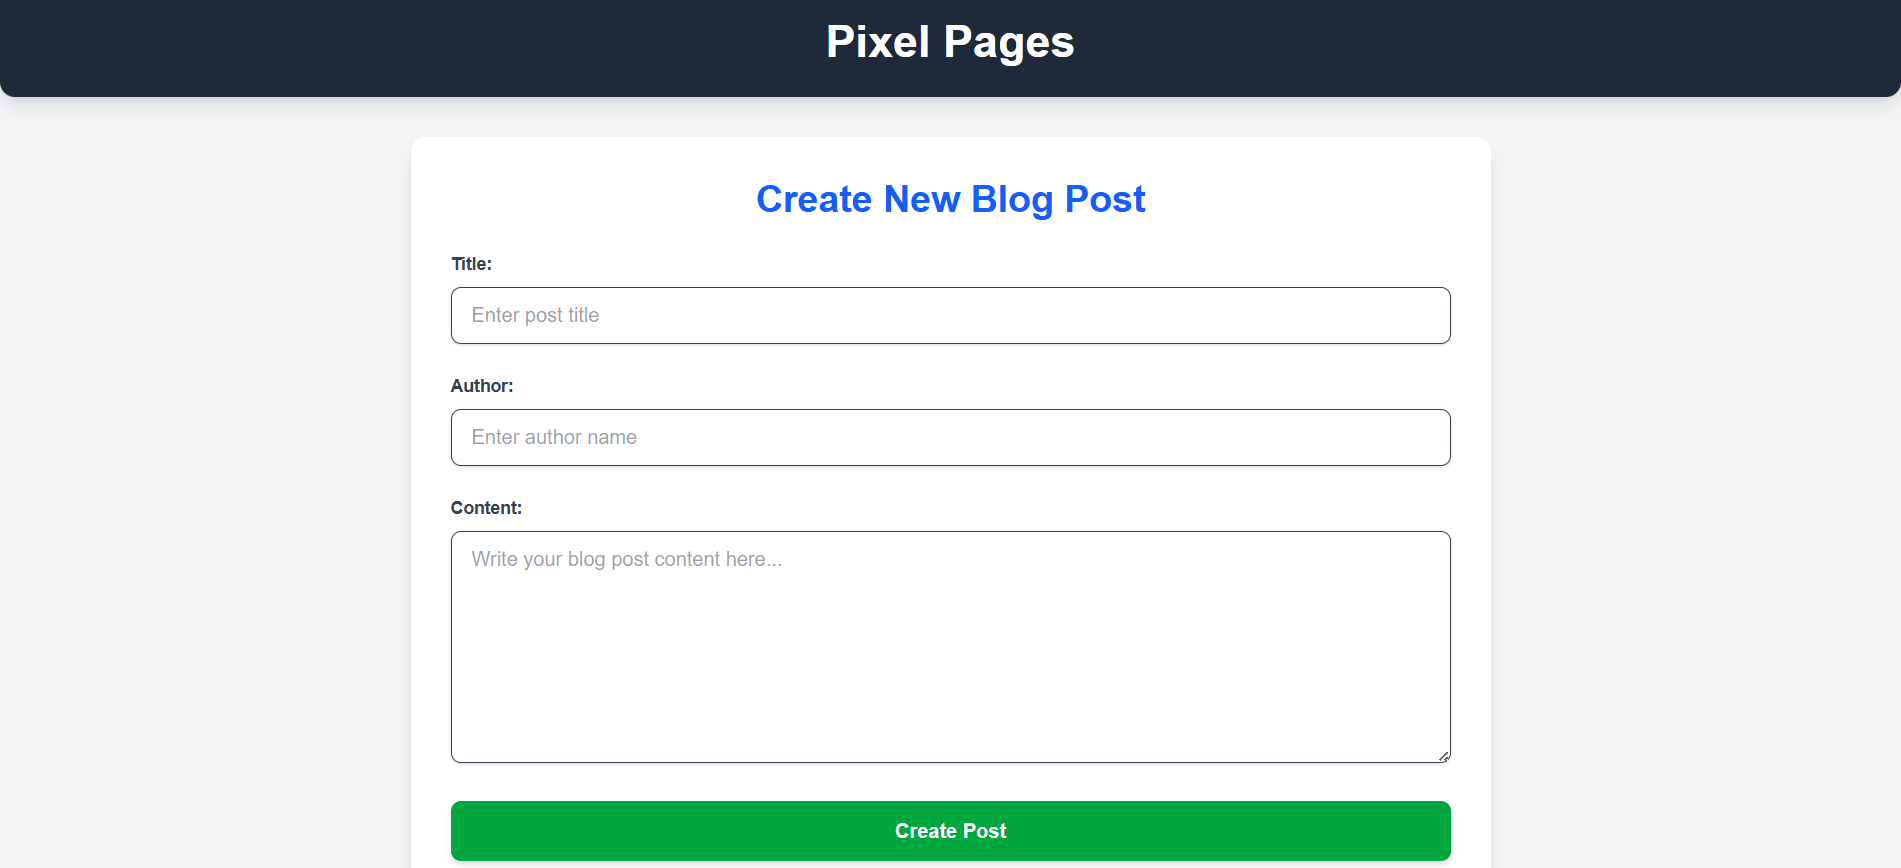 Pixel Pages
Create New Blog Post
Title:
Enter post title
Author:
Enter author name
Content:
Write your blog post content here...
Create Post